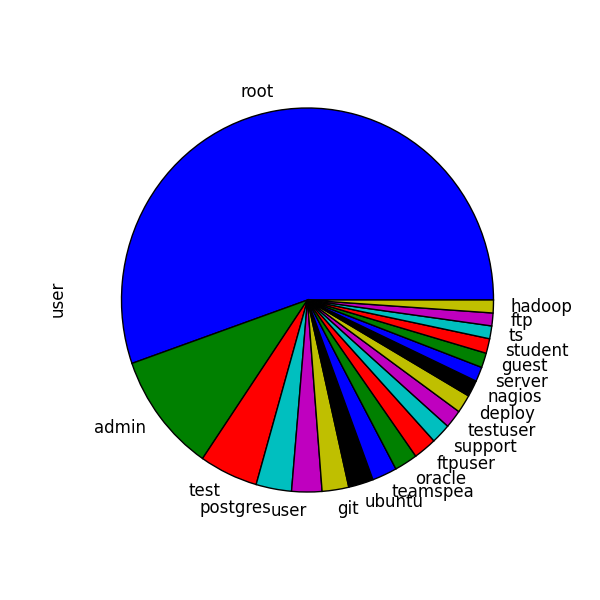 root
user
admin
test
postgres
user
git
ubuntu
teamspea
oracle
ftpuser
support
testuser
deploy
nagios
server
guest
student
ts
ftp
hadoop